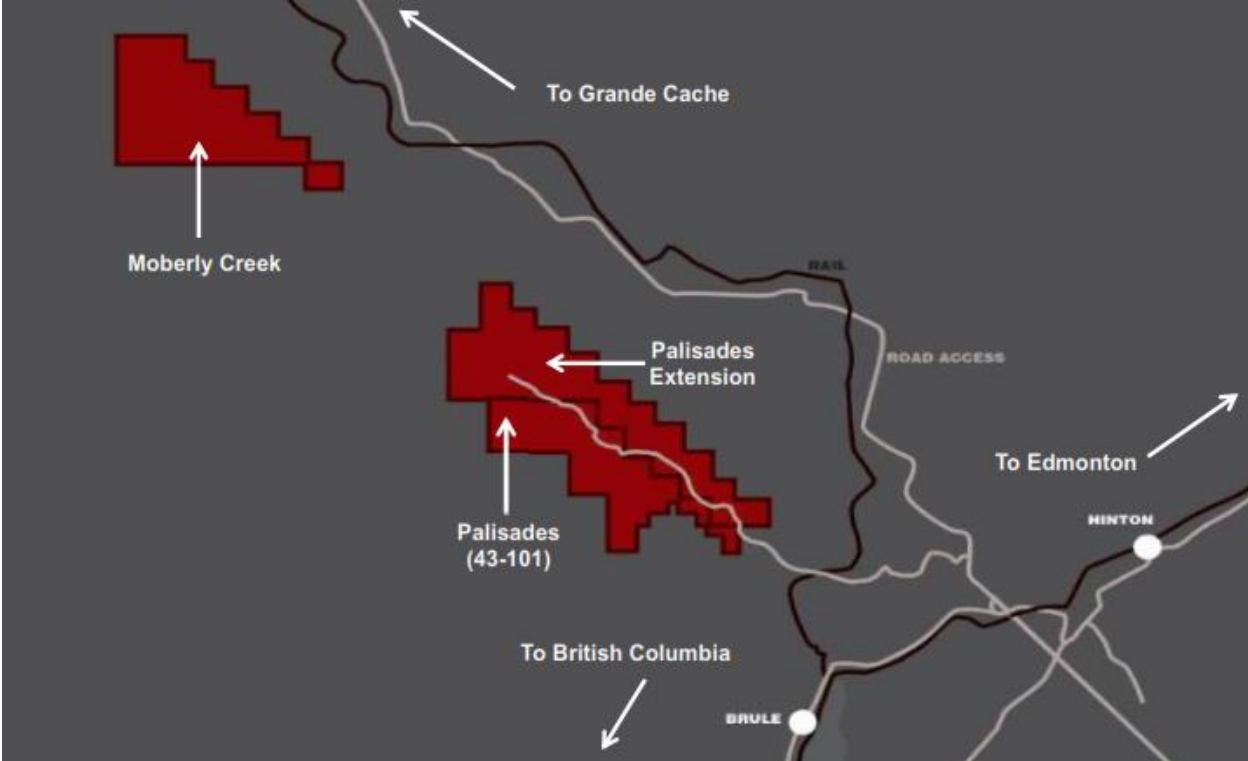 To Grande Cache
Moberly Creek
RAIL
Palisades
Extension
ROAD ACCESS
To Edmonton
HINTON
Palisades
(43-101)
To British Columbia
BRULE